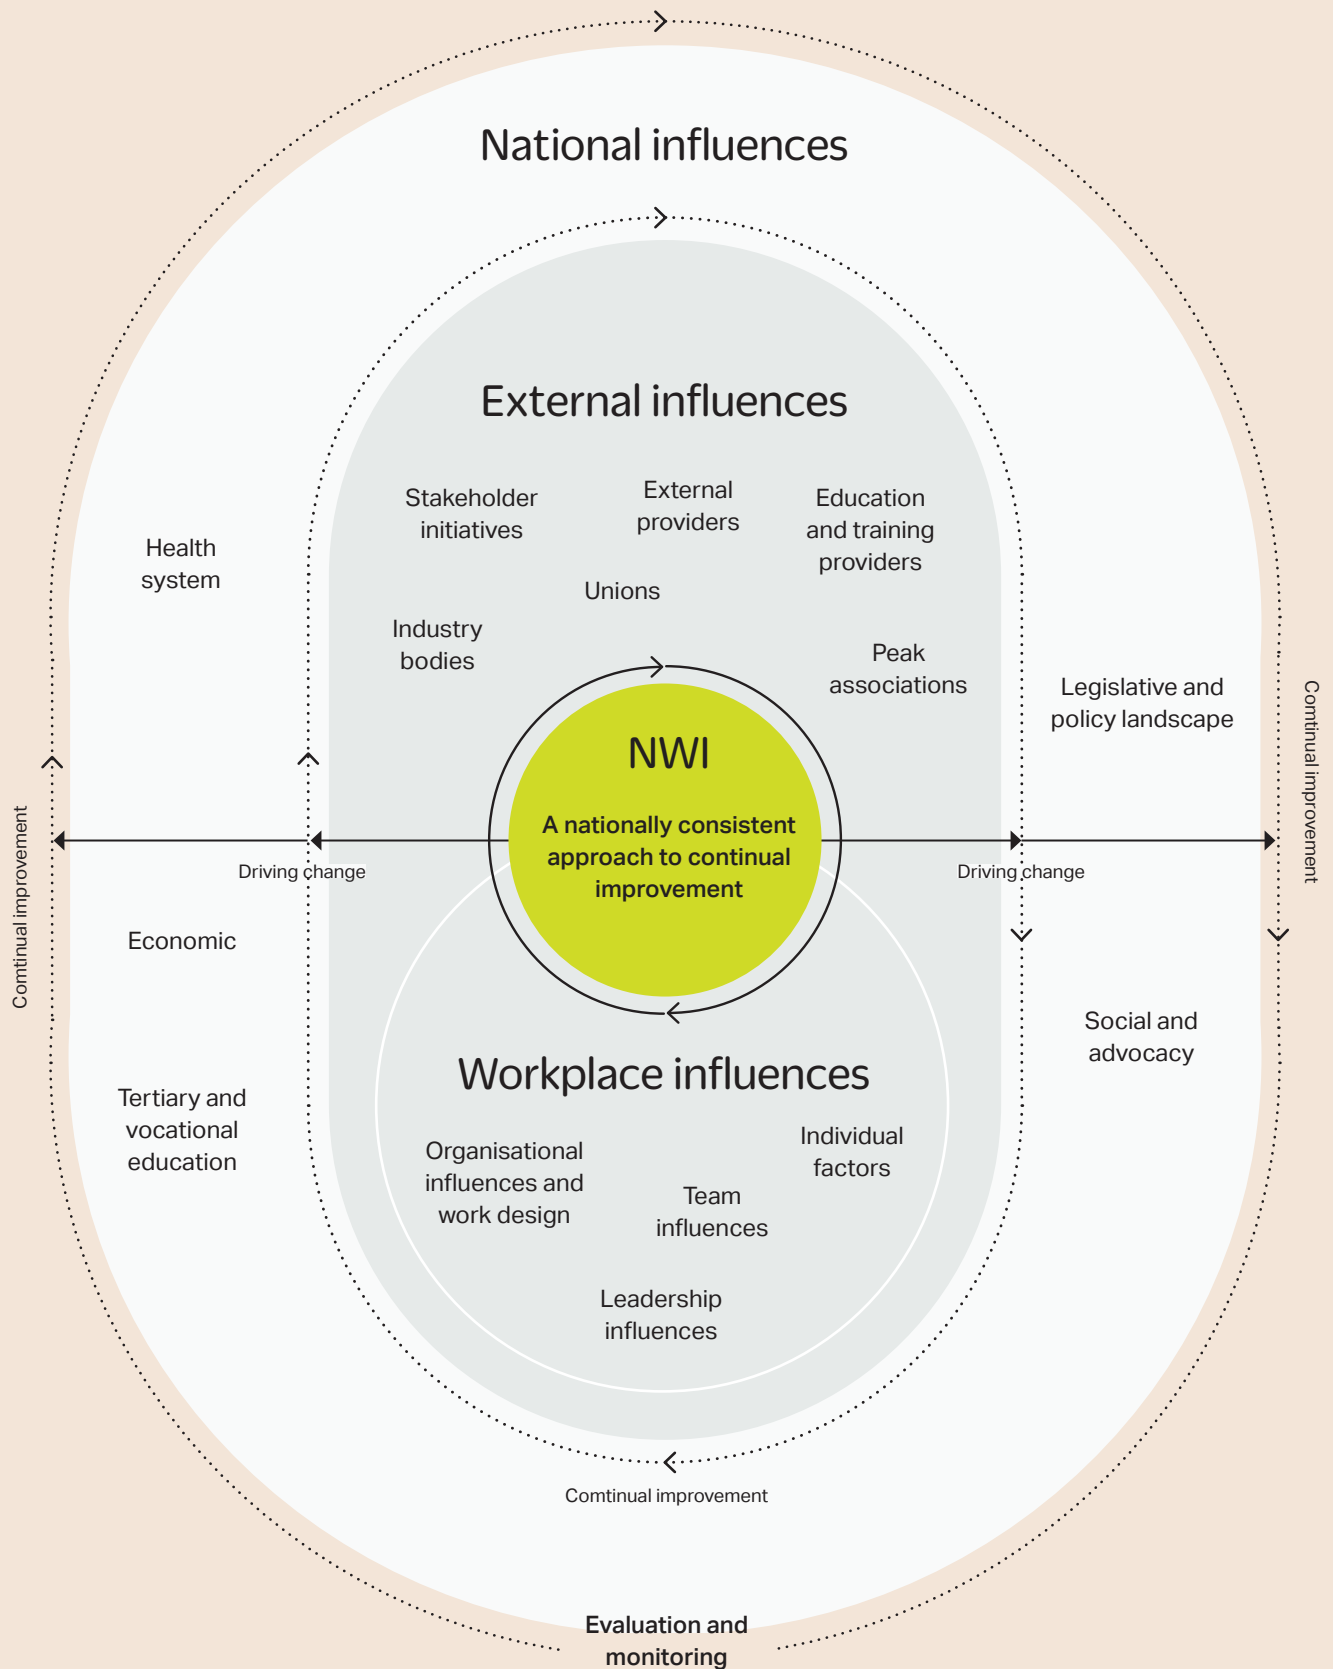 National influences
External influences
Stakeholder
initiatives
External
providers
Education
and training
providers
Unions
Industry
bodies
Peak
associations
Health
system
Legislative and
policy landscape
NWI
A nationally consistent
approach to continual
improvement
Driving change
Driving change
Comtinual improvement
Comtinual improvement
Economic
Tertiary and
vocational
education
Social and
advocacy
Workplace influences
Organisational
influences and
work design
Individual
factors
Team
influences
Leadership
influences
Comtinual improvement
Evaluation and
monitoring